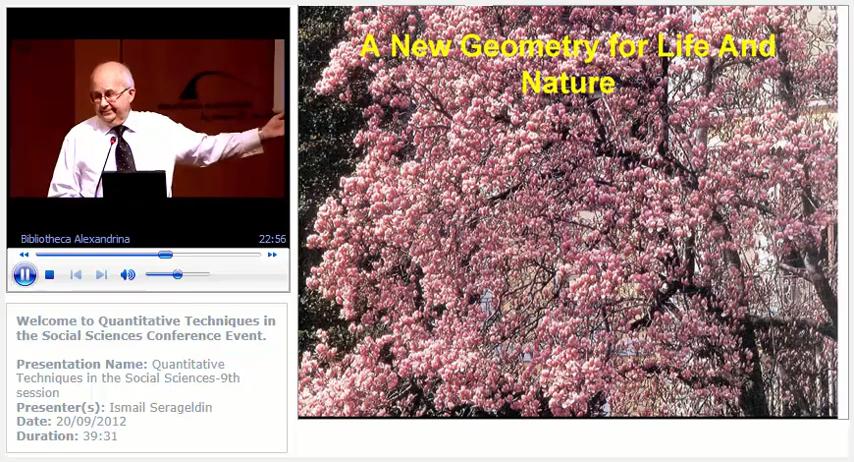 A New Geometry for Life And
Nature
Bibliotheca Alexandrina
22:56
Welcome to Quantitative Techniques in
the Social Sciences Conference Event.
Presentation Name: Quantitative
Techniques in the Social Sciences-9th
session
Presenter(s): Ismail Serageldin
Date: 20/09/2012
Duration: 39:31